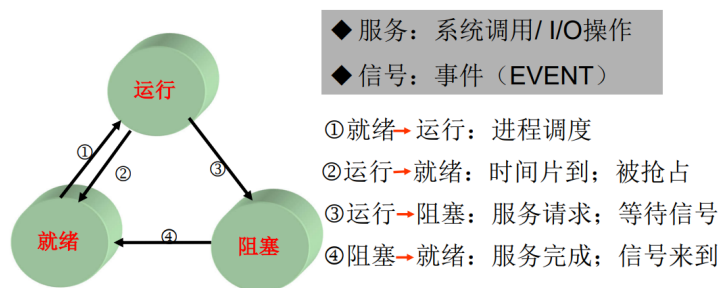 ◆ 服务：系统调用/ I/O操作
◆ 信号：事件（EVENT）
运行
①就绪→运行：进程调度
①
②
③
②运行→就绪：时间片到；被抢占
③运行→阻塞：服务请求；等待信号
就绪
④
阻塞
④阻塞→就绪：服务完成；信号来到